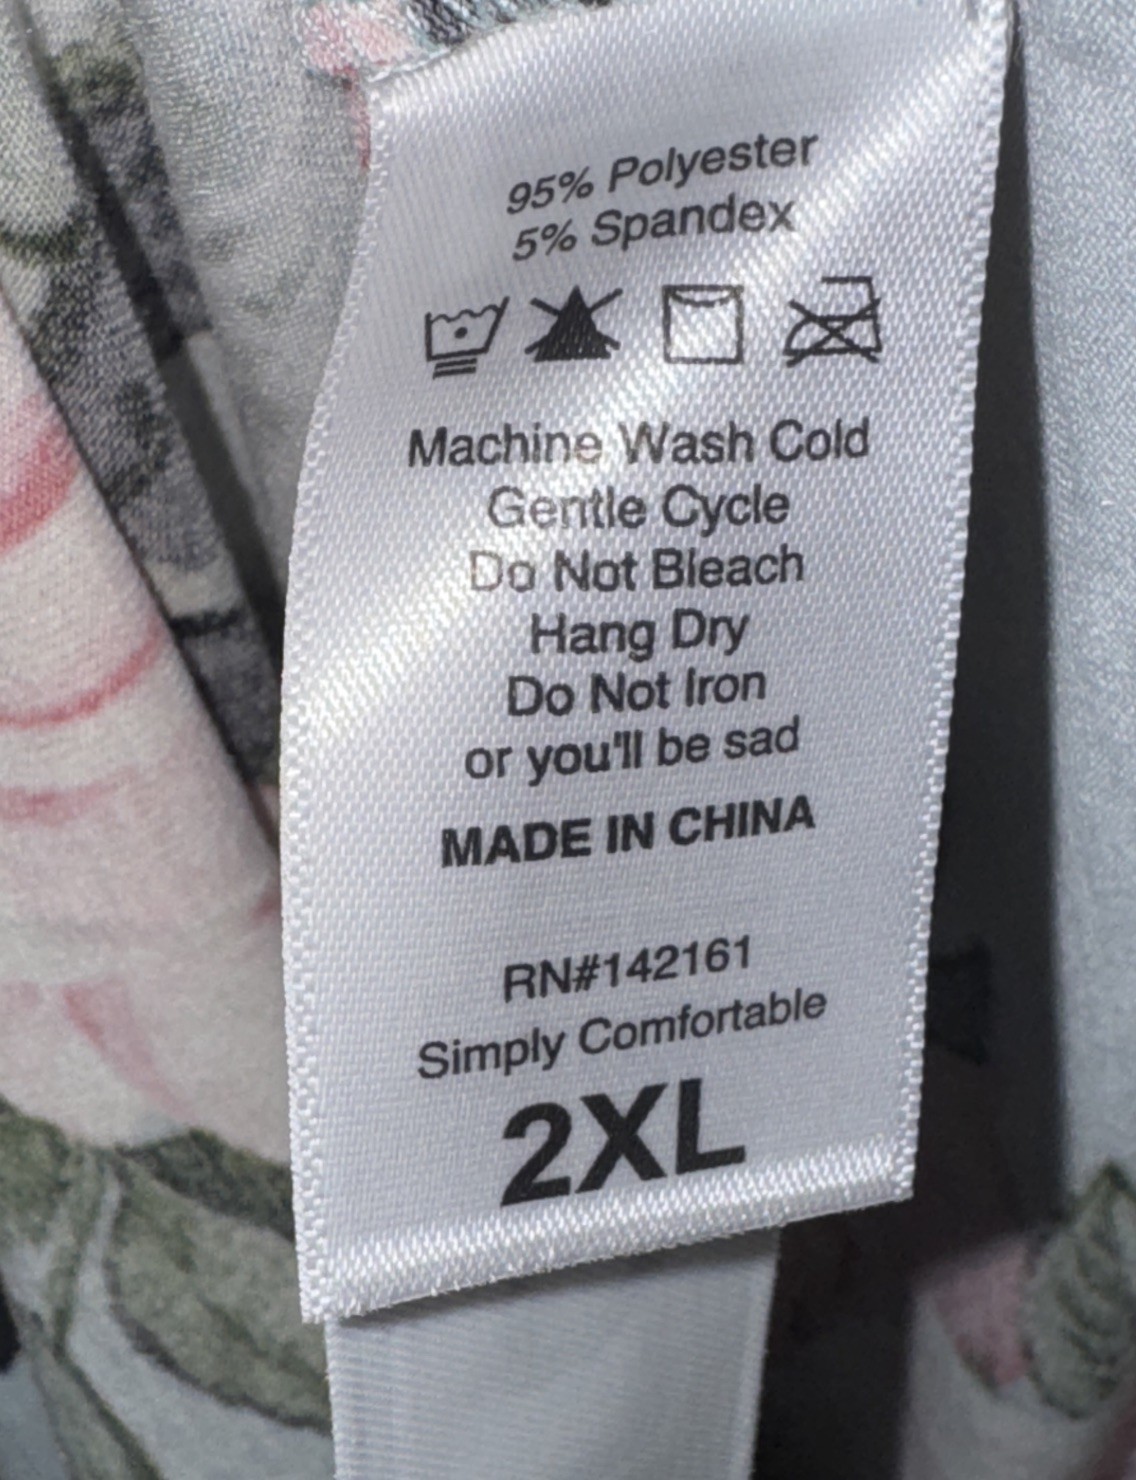 95% Polyester
5% Spandex
Machine Wash Cold
Gentle Cycle
Do Not Bleach
Hang Dry
Do Not Iron
or you'll be sad
MADE IN CHINA
RN#142161
Simply Comfortable
2XL